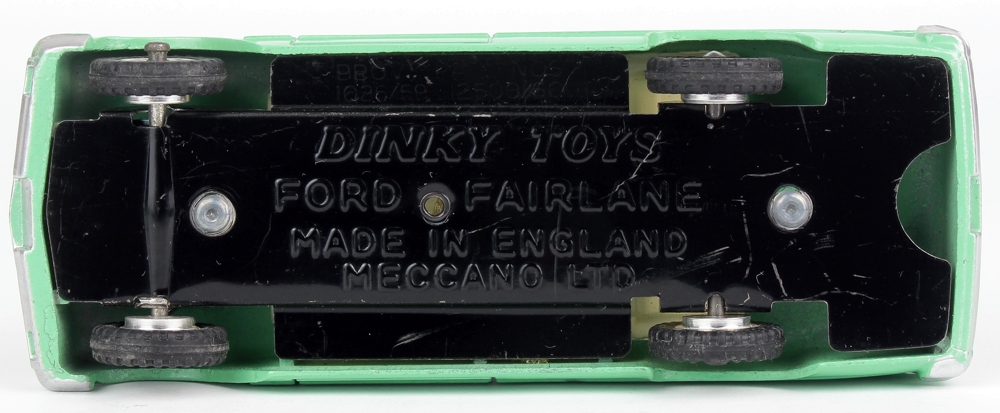 DINKY TOYS
FORD FAIRLANE
MADE IN ENGLAND
MECCANO LTD